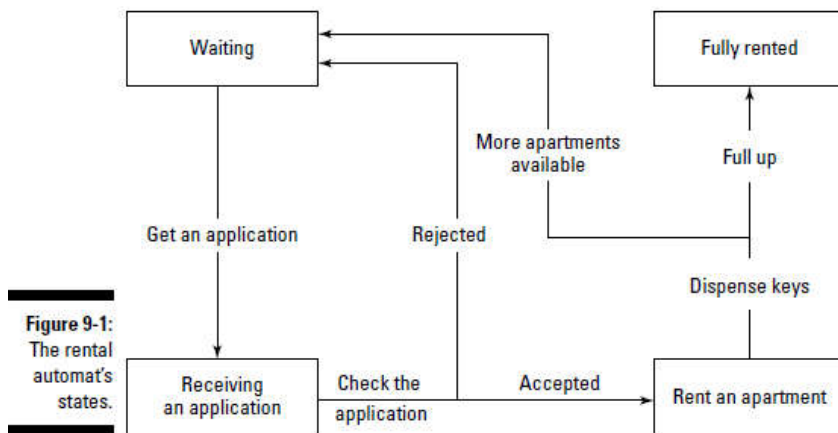 Waiting
Fully rented
More apartments
available
Full up
Get an application
Rejected
Dispense keys
Figure 9-1:
The rental
automat's
states.
Receiving
an application
Check the
application
Accepted
Rent an apartment